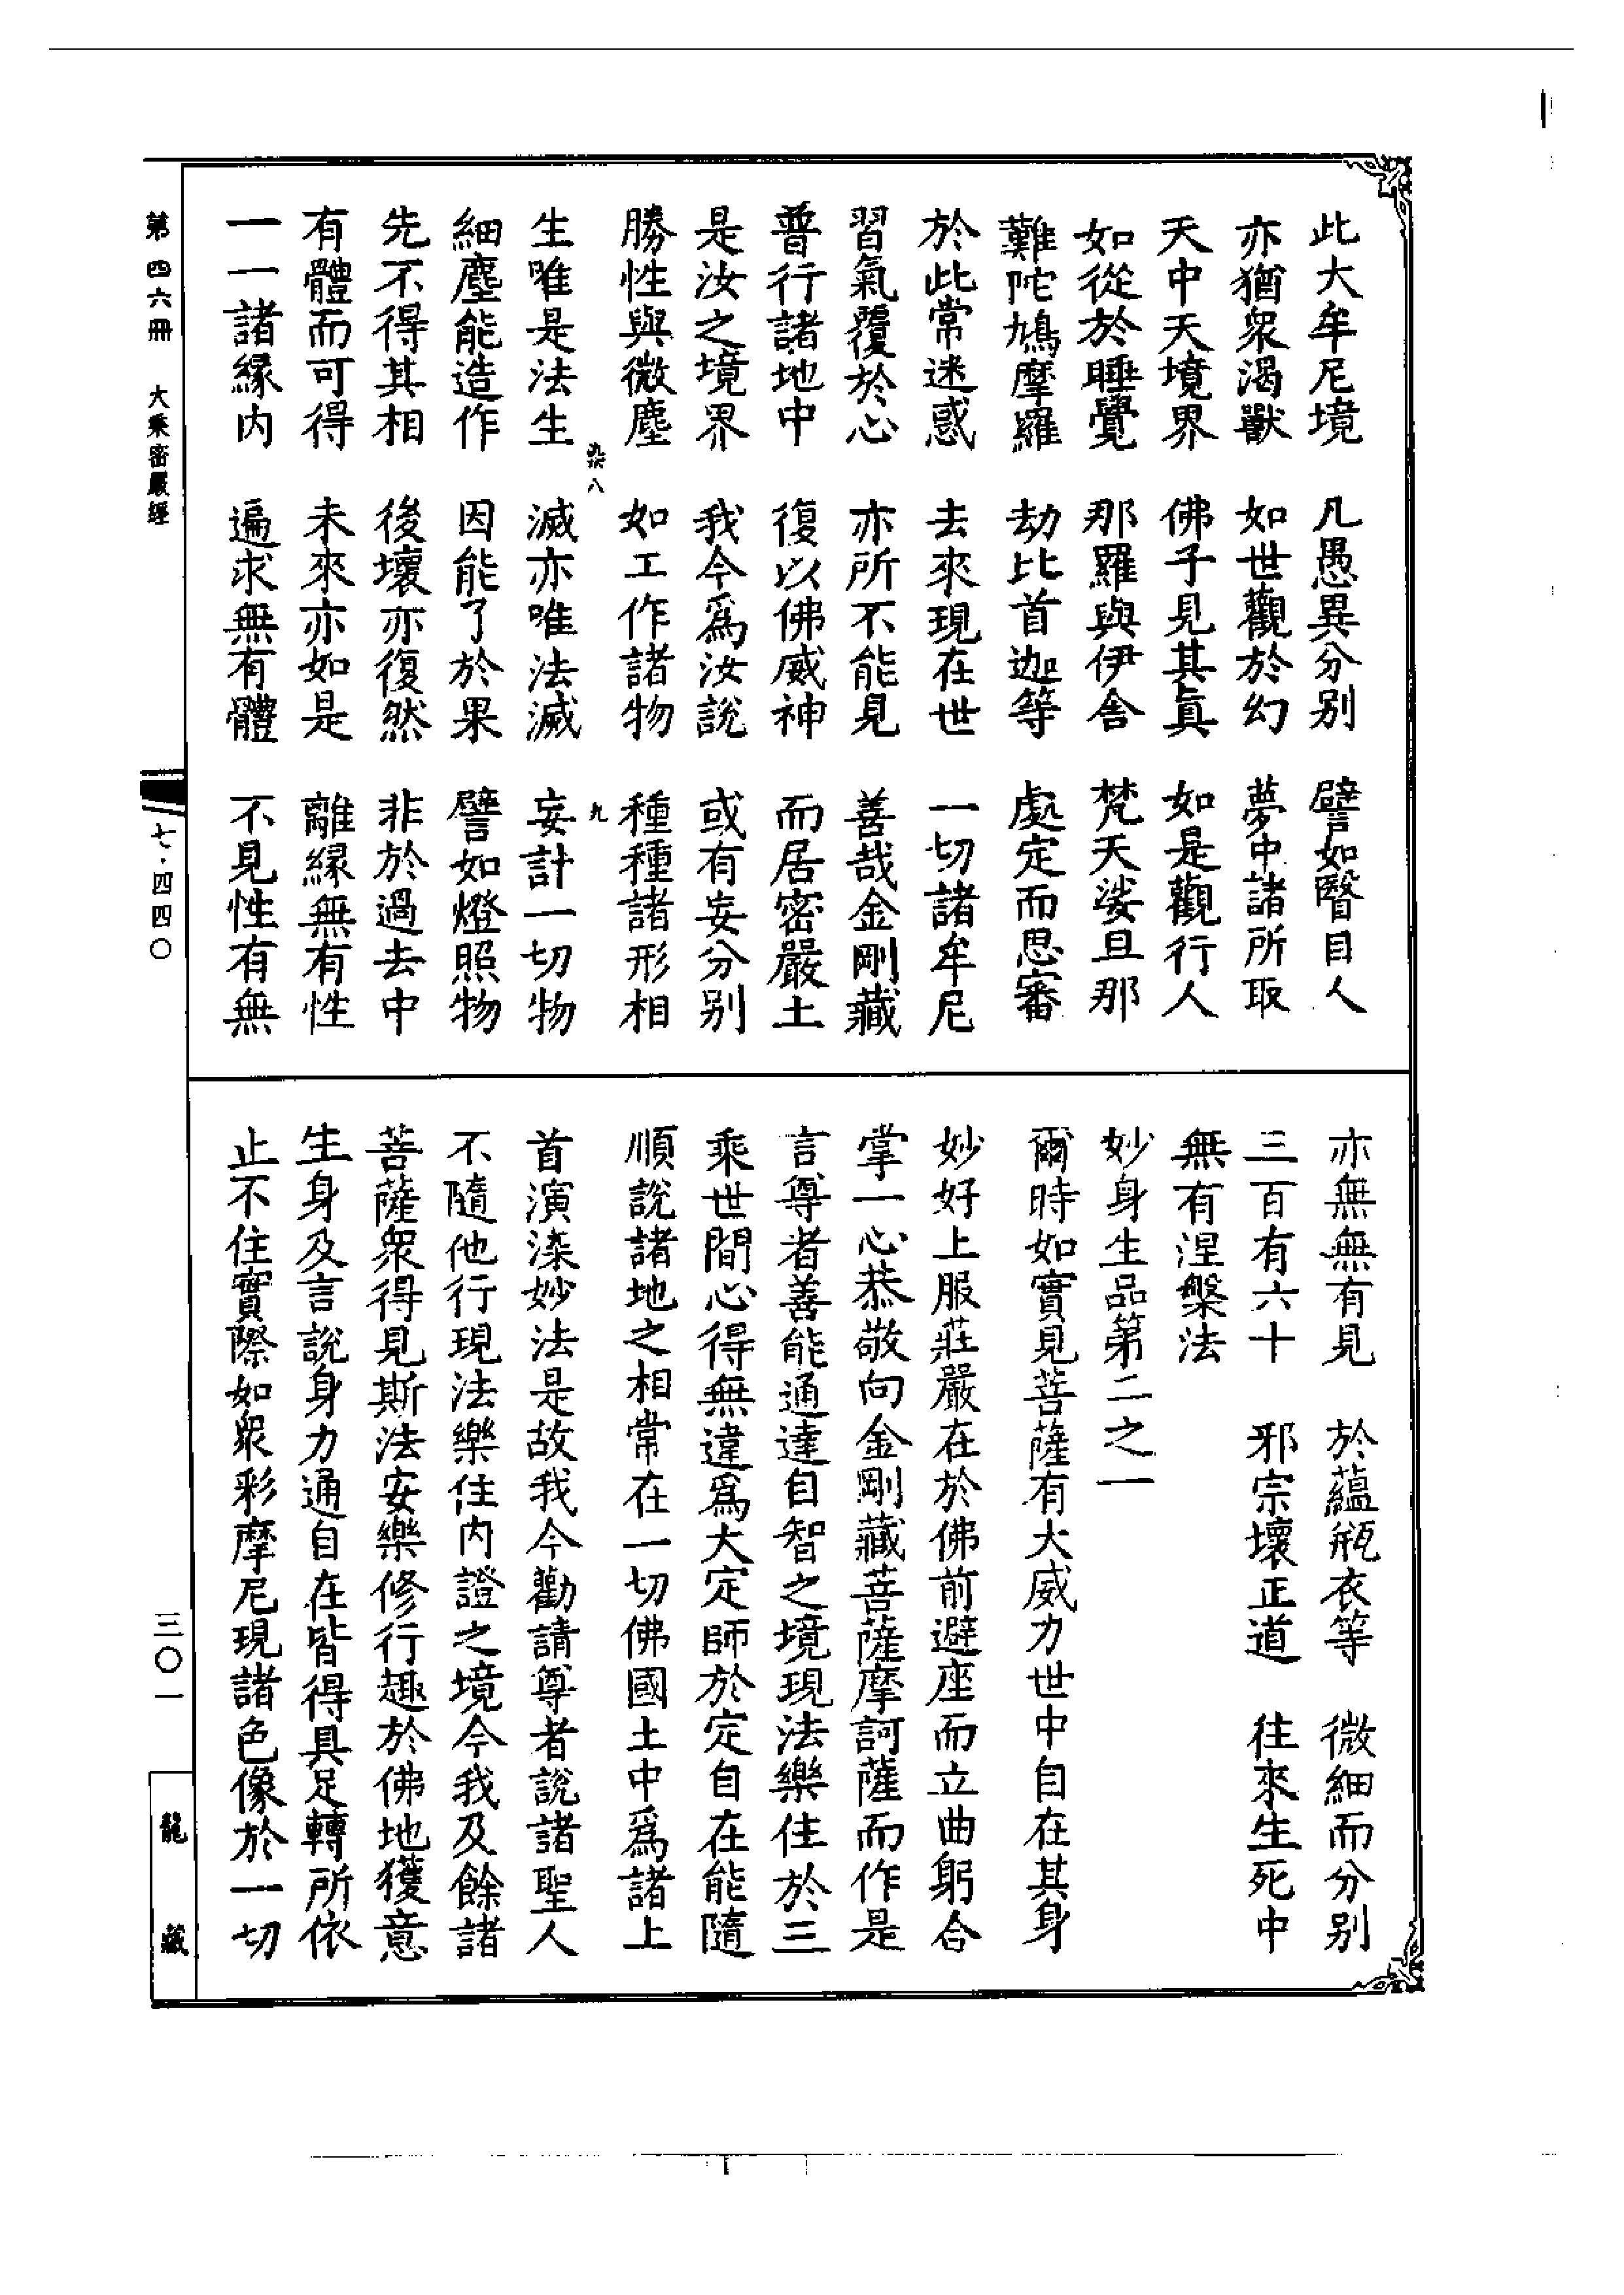 此大牟尼境　凡愚異分别　譬如瞖目人
亦猶衆渴獸　如世觀於幻　夢中諸所取
天中天境界　佛子見其真　如是觀行人
如從於睡覺　那羅與伊舍　梵天娑旦那
難陀鳩摩羅　劫比首迦等　處定而思審
於此常迷惑　去來現在世　一切諸牟尼
習氣覆於心　亦所不能見　善哉金剛藏
普行諸地中　復以佛威神　而居密嚴土
是汝之境界　我今爲汝說　或有妄分别
勝性與微塵　如工作諸物　種種諸形相
八　九
生唯是法生　滅亦唯法滅　妄計一切物
細塵能造作　因能了於果　譬如燈照物
先不得其相　後壞亦復然　非於過去中
有體而可得　未來亦如是　離緣無有性
一一諸緣内　遍求無有體　不見性有無
亦無無有見　於藴瓶衣等　微細而分别
三百有六十　邪宗壞正道　往來生死中
無有涅槃法
妙身生品第二之一
爾時如實見菩薩有大威力世中自在其身
妙好上服莊嚴在於佛前避座而立曲躬合
掌一心恭敬向金剛藏菩薩摩訶薩而作是
言尊者善能通達自智之境現法樂住於三
乘世間心得無違爲大定師於定自在能隨
順說諸地之相常在一切佛國土中爲諸上
首演深妙法是故我今勸請尊者說諸聖人
不隨他行現法樂住内證之境今我及餘諸
菩薩衆得見斯法安樂修行趣於佛地獲意
生身及言說身力通自在皆得具足轉所依
止不住實際如衆彩摩尼現諸色像於一切
第四六冊　大乘密嚴經
七·四四〇
三〇一
龍藏